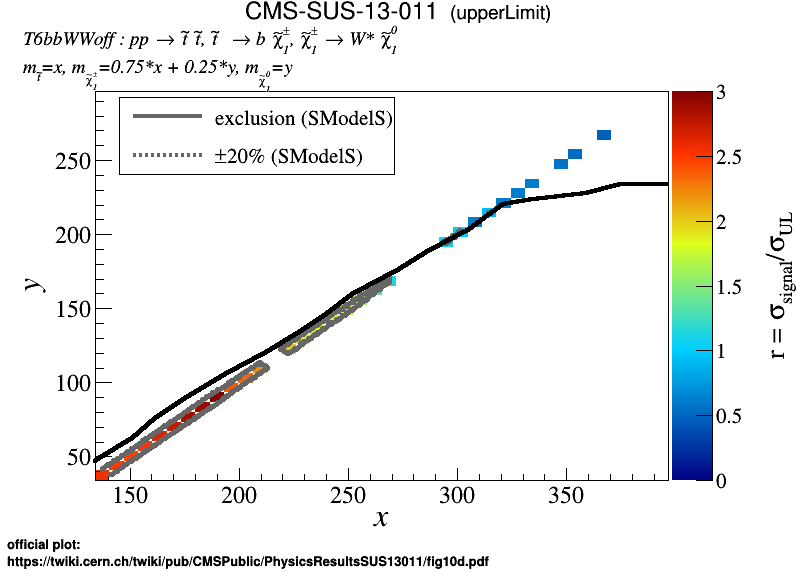 CMS-SUS-13-011 (upperLimit)
T6bbWWoff : pp → t̃ t̃, t̃ → b χ̃₁±, χ̃₁± → W* χ̃₁⁰
m_t̃=x, m_χ̃₁±=0.75*x + 0.25*y, m_χ̃₁⁰=y
exclusion (SModelS)
±20% (SModelS)
250
200
150
100
50
y
150 200 250 300 350
x
3
2.5
2
1.5
1
0.5
0
r = σ_signal/σ_UL
official plot:
https://twiki.cern.ch/twiki/pub/CMSPublic/PhysicsResultsSUS13011/fig10d.pdf